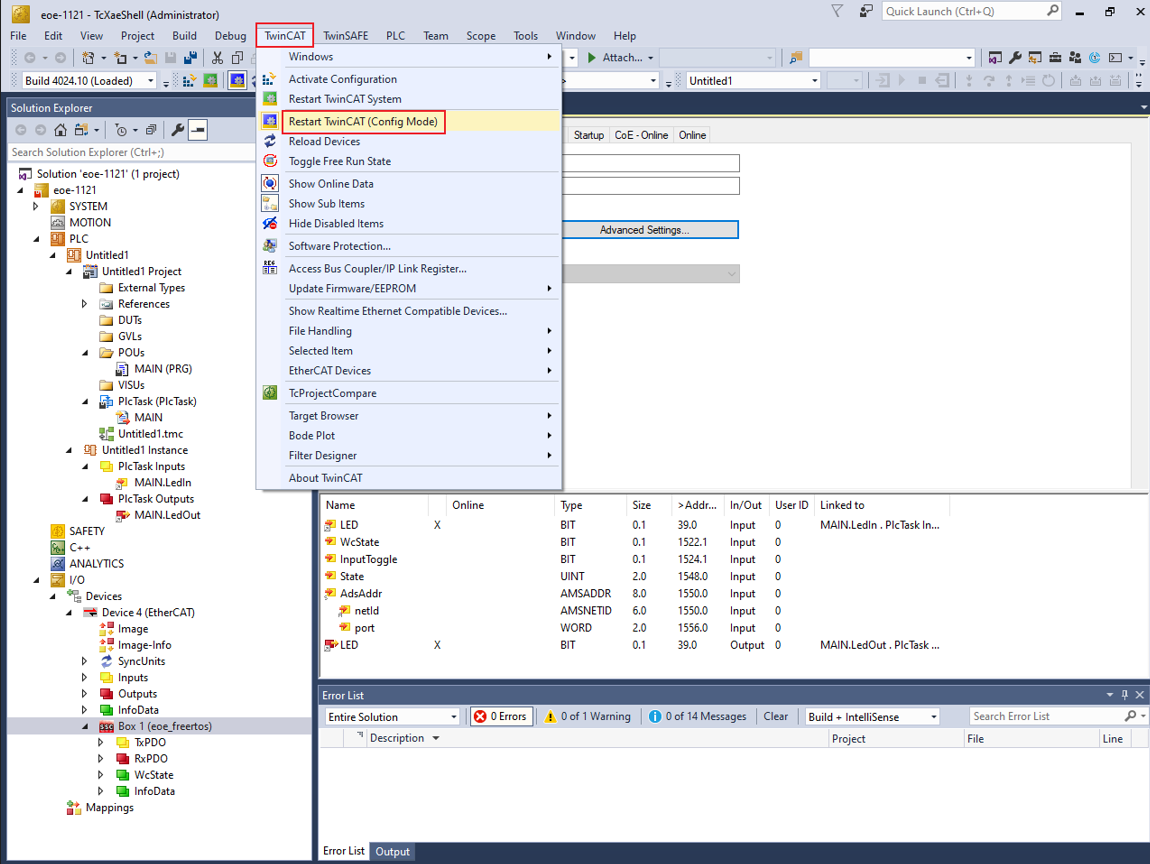 eoe-1121 - TcXaeShell (Administrator)
Quick Launch (Ctrl+Q)
File Edit View Project Build Debug TwinCAT TwinSAFE PLC Team Scope Tools Window Help
Attach...
Build 4024.10 (Loaded)
Untitled1
Windows
Activate Configuration
Restart TwinCAT System
Restart TwinCAT (Config Mode)
Reload Devices
Toggle Free Run State
Show Online Data
Show Sub Items
Hide Disabled Items
Software Protection...
Access Bus Coupler/IP Link Register...
Update Firmware/EEPROM
Show Realtime Ethernet Compatible Devices...
File Handling
Selected Item
EtherCAT Devices
TcProjectCompare
Target Browser
Bode Plot
Filter Designer
About TwinCAT
Solution Explorer
Search Solution Explorer (Ctrl+;)
Solution 'eoe-1121' (1 project)
eoe-1121
SYSTEM
MOTION
PLC
Untitled1
Untitled1 Project
External Types
References
DUTs
GVLs
POUs
MAIN (PRG)
VISUs
PlcTask (PlcTask)
MAIN
Untitled1.tmc
Untitled1 Instance
PlcTask Inputs
MAIN.LedIn
PlcTask Outputs
MAIN.LedOut
SAFETY
C++
ANALYTICS
I/O
Devices
Device 4 (EtherCAT)
Image
Image-Info
SyncUnits
Inputs
Outputs
InfoData
Box 1 (eoe_freertos)
TxPDO
RxPDO
WcState
InfoData
Mappings
Startup CoE - Online Online
Advanced Settings...
Name Online Type Size >Addr... In/Out User ID Linked to
LED X BIT 0.1 39.0 Input 0 MAIN.LedIn . PlcTask In...
WcState BIT 0.1 1522.1 Input 0
InputToggle BIT 0.1 1524.1 Input 0
State UINT 2.0 1548.0 Input 0
AdsAddr AMSADDR 8.0 1550.0 Input 0
netId AMSNETID 6.0 1550.0 Input 0
port WORD 2.0 1556.0 Input 0
LED X BIT 0.1 39.0 Output 0 MAIN.LedOut . PlcTask ...
Error List
Entire Solution 0 Errors 0 of 1 Warning 0 of 14 Messages Clear Build + IntelliSense Search Error List
Description Project File Line
Error List Output